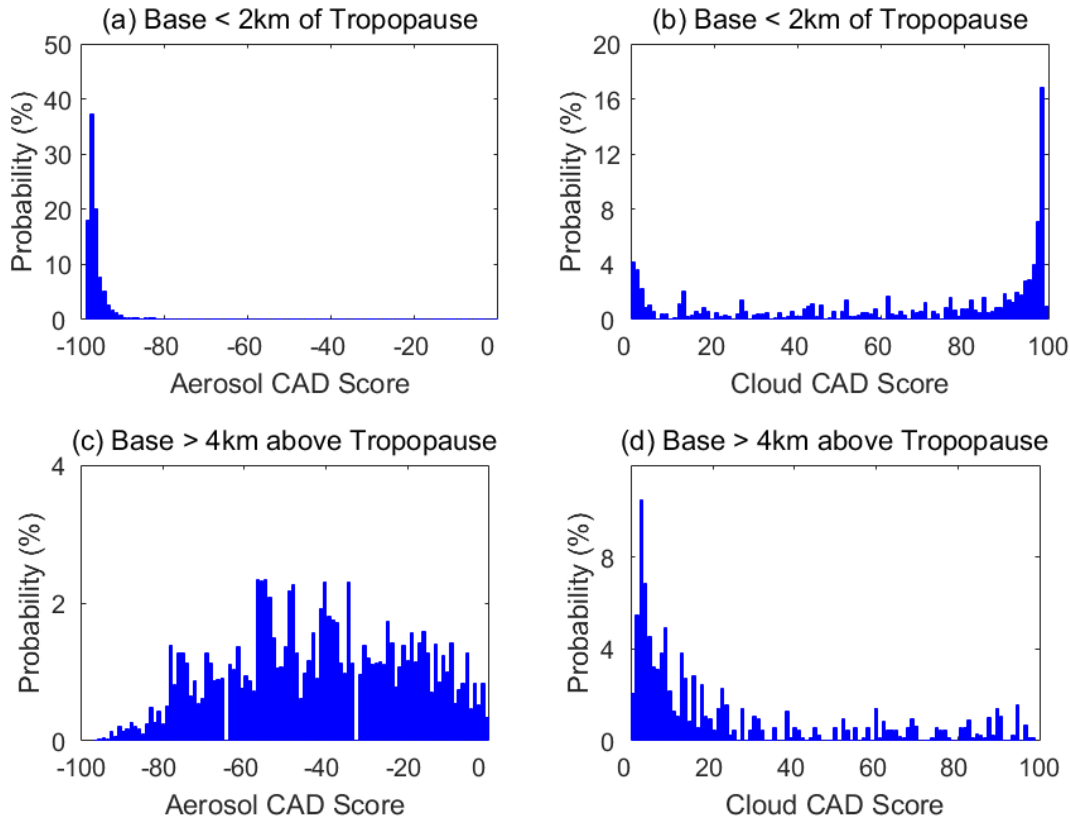 (a) Base < 2km of Tropopause
50
40
30
20
10
0
Probability (%)
-100 -80 -60 -40 -20 0
Aerosol CAD Score
(b) Base < 2km of Tropopause
20
16
12
8
4
0
Probability (%)
0 20 40 60 80 100
Cloud CAD Score
(c) Base > 4km above Tropopause
4
2
0
Probability (%)
-100 -80 -60 -40 -20 0
Aerosol CAD Score
(d) Base > 4km above Tropopause
8
4
0
Probability (%)
0 20 40 60 80 100
Cloud CAD Score